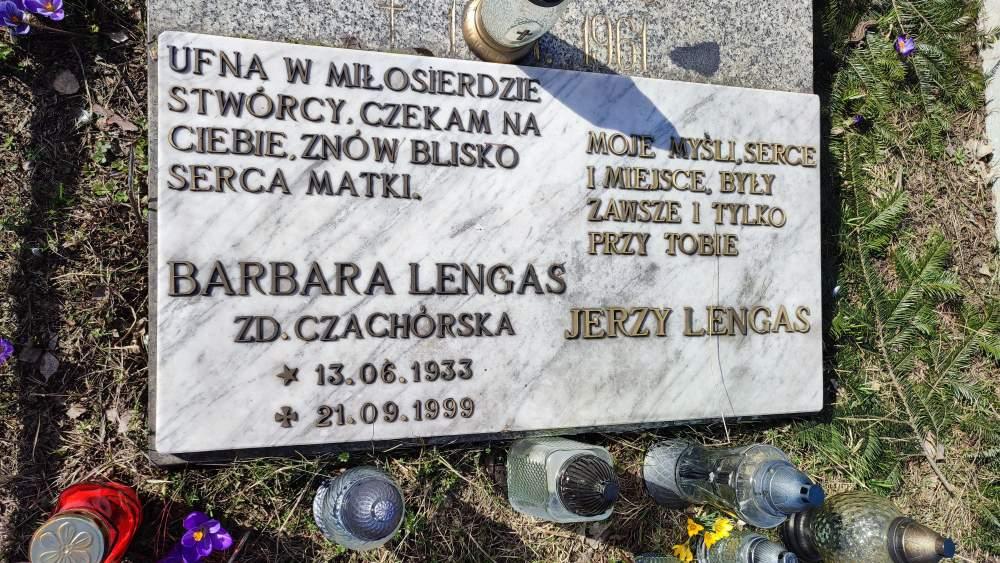 1961
UFNA W MIŁOSIERDZIE
STWÓRCY, CZEKAM NA
CIEBIE, ZNÓW BLISKO
SERCA MATKI.
BARBARA LENGAS
ZD. CZACHÓRSKA
13.06.1933
21.09.1999
MOJE MYŚLI, SERCE
I MIEJSCE, BYŁY
ZAWSZE I TYLKO
PRZY TOBIE
JERZY LENGAS